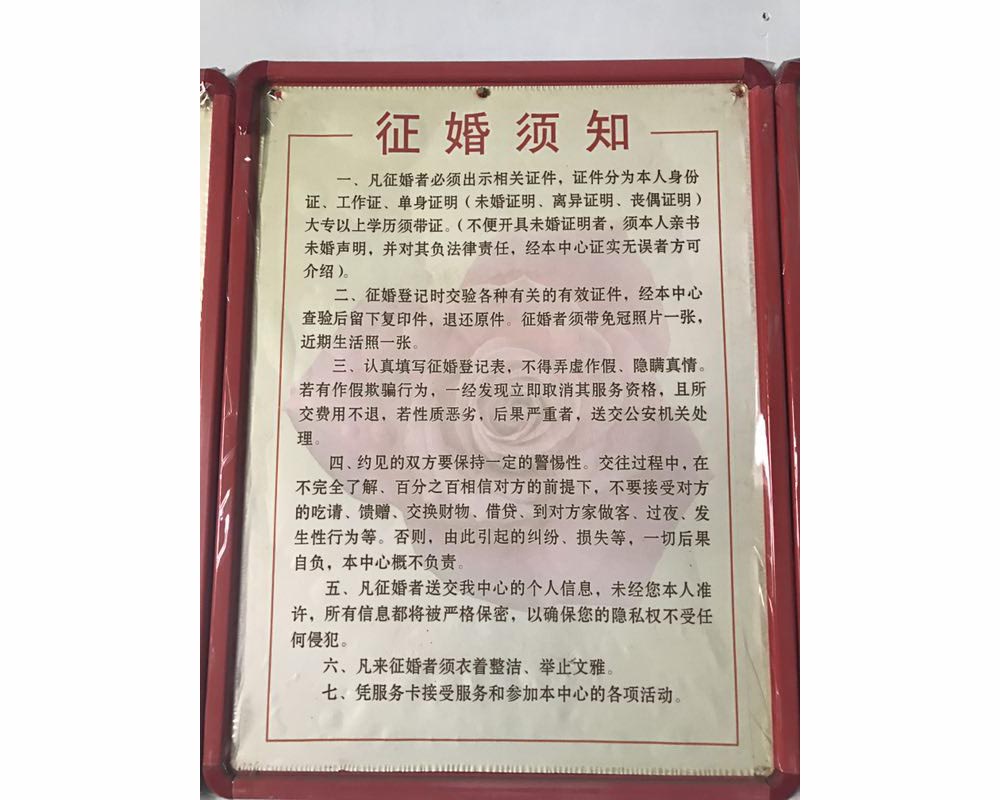 征婚须知
一、凡征婚者必须出示相关证件，证件分为本人身份
证、工作证、单身证明（未婚证明、离异证明、丧偶证明）
大专以上学历须带证。（不便开具未婚证明者，须本人亲书
未婚声明，并对其负法律责任，经本中心证实无误者方可
介绍）。
二、征婚登记时交验各种有关的有效证件，经本中心
查验后留下复印件，退还原件。征婚者须带免冠照片一张，
近期生活照一张。
三、认真填写征婚登记表，不得弄虚作假、隐瞒真情。
若有作假欺骗行为，一经发现立即取消其服务资格，且所
交费用不退，若性质恶劣，后果严重者，送交公安机关处
理。
四、约见的双方要保持一定的警惕性。交往过程中，在
不完全了解、百分之百相信对方的前提下，不要接受对方
的吃请、馈赠、交换财物、借贷、到对方家做客、过夜、发
生性行为等。否则，由此引起的纠纷、损失等，一切后果
自负，本中心概不负责。
五、凡征婚者送交我中心的个人信息，未经您本人准
许，所有信息都将被严格保密，以确保您的隐私权不受任
何侵犯。
六、凡来征婚者须衣着整洁、举止文雅。
七、凭服务卡接受服务和参加本中心的各项活动。